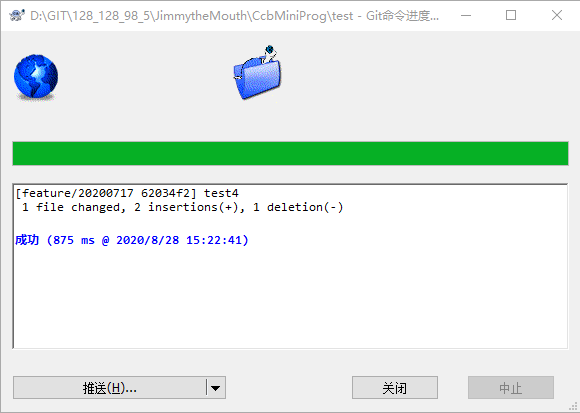 D:\GIT\128_128_98_5\JimmytheMouth\CcbMiniProg\test - Git命令进度...
[feature/20200717 62034f2] test4
1 file changed, 2 insertions(+), 1 deletion(-)
成功 (875 ms @ 2020/8/28 15:22:41)
推送(H)...
关闭
中止